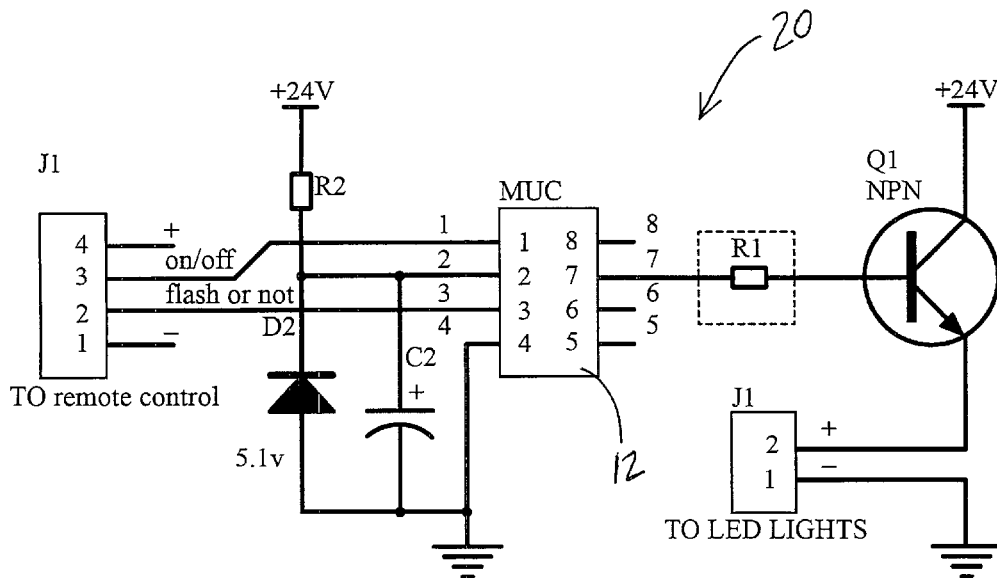 20
+24V
+24V
J1
R2
MUC
Q1
NPN
4 +
3 on/off
2 flash or not
1 −
TO remote control
1
2
3
4
1 8
2 7
3 6
4 5
8
7
6
5
R1
D2
C2
+
5.1v
12
J1
2 +
1 −
TO LED LIGHTS